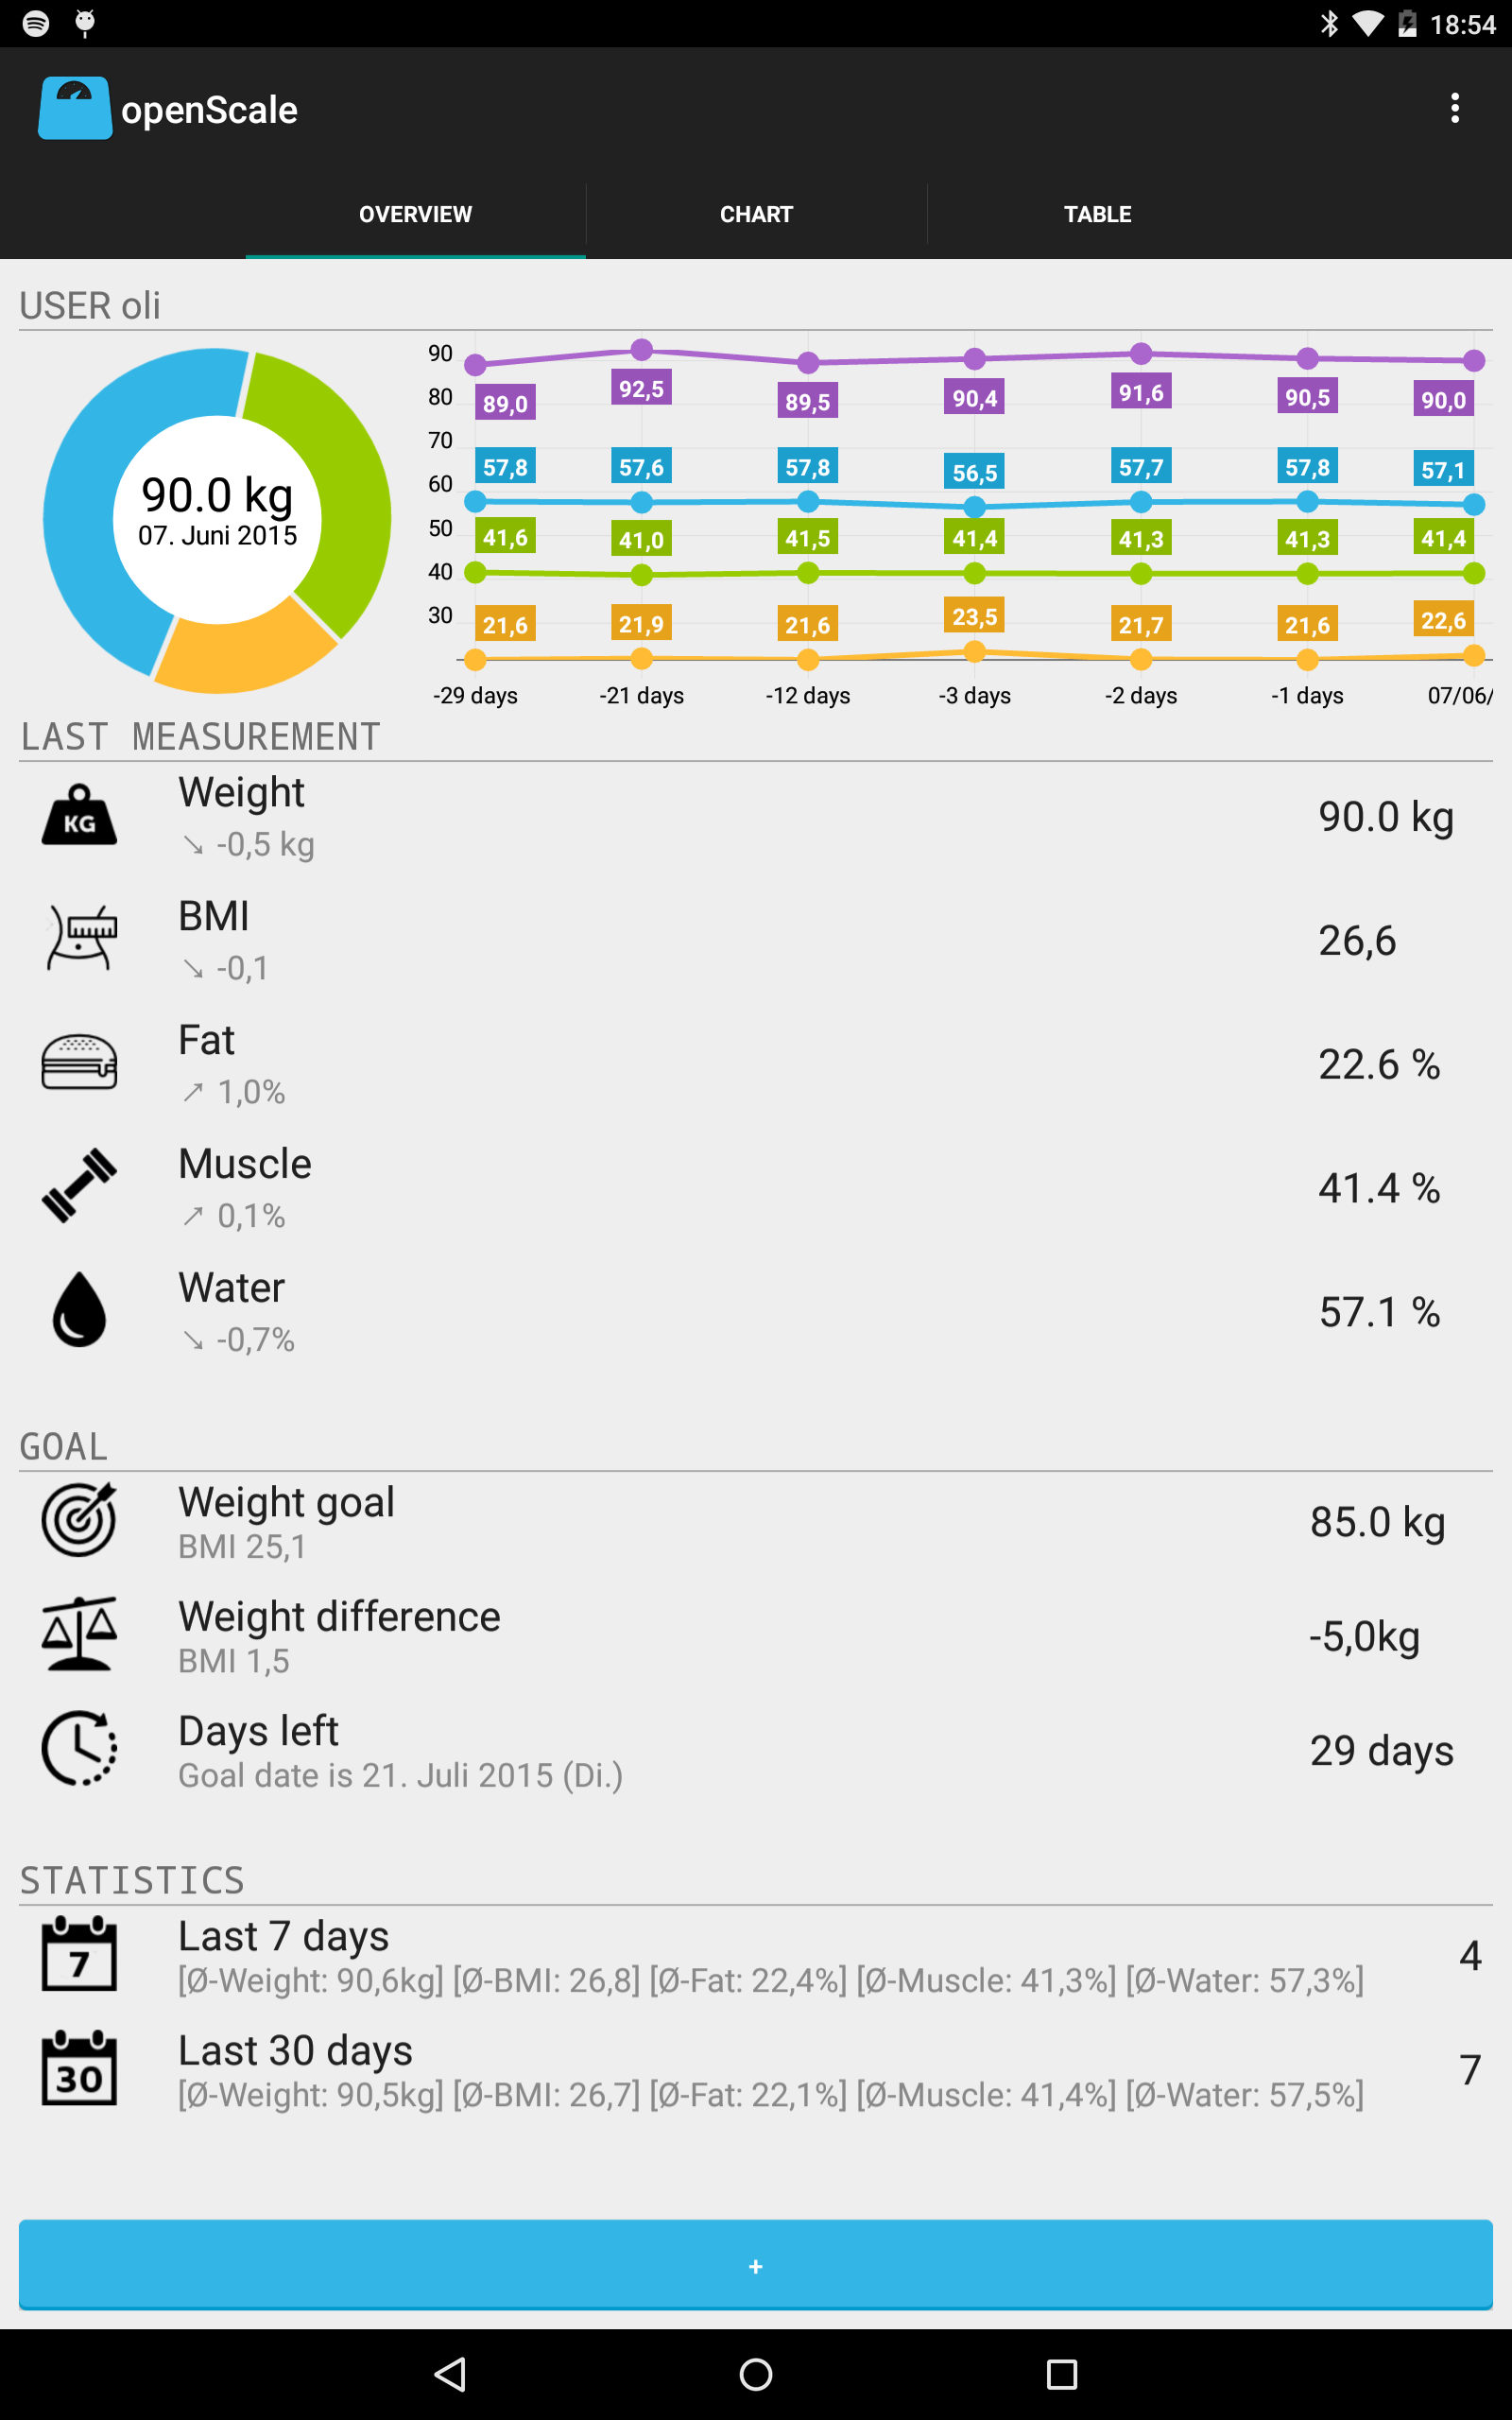 18:54
openScale
OVERVIEW CHART TABLE
USER oli
90.0 kg
07. Juni 2015
90
80
70
60
50
40
30
89,0 92,5 89,5 90,4 91,6 90,5 90,0
57,8 57,6 57,8 56,5 57,7 57,8 57,1
41,6 41,0 41,5 41,4 41,3 41,3 41,4
21,6 21,9 21,6 23,5 21,7 21,6 22,6
-29 days -21 days -12 days -3 days -2 days -1 days 07/06/
LAST MEASUREMENT
KG
Weight
↘ -0,5 kg
90.0 kg
BMI
↘ -0,1
26,6
Fat
↗ 1,0%
22.6 %
Muscle
↗ 0,1%
41.4 %
Water
↘ -0,7%
57.1 %
GOAL
Weight goal
BMI 25,1
85.0 kg
Weight difference
BMI 1,5
-5,0kg
Days left
Goal date is 21. Juli 2015 (Di.)
29 days
STATISTICS
7
Last 7 days
[Ø-Weight: 90,6kg] [Ø-BMI: 26,8] [Ø-Fat: 22,4%] [Ø-Muscle: 41,3%] [Ø-Water: 57,3%]
4
30
Last 30 days
[Ø-Weight: 90,5kg] [Ø-BMI: 26,7] [Ø-Fat: 22,1%] [Ø-Muscle: 41,4%] [Ø-Water: 57,5%]
7
+